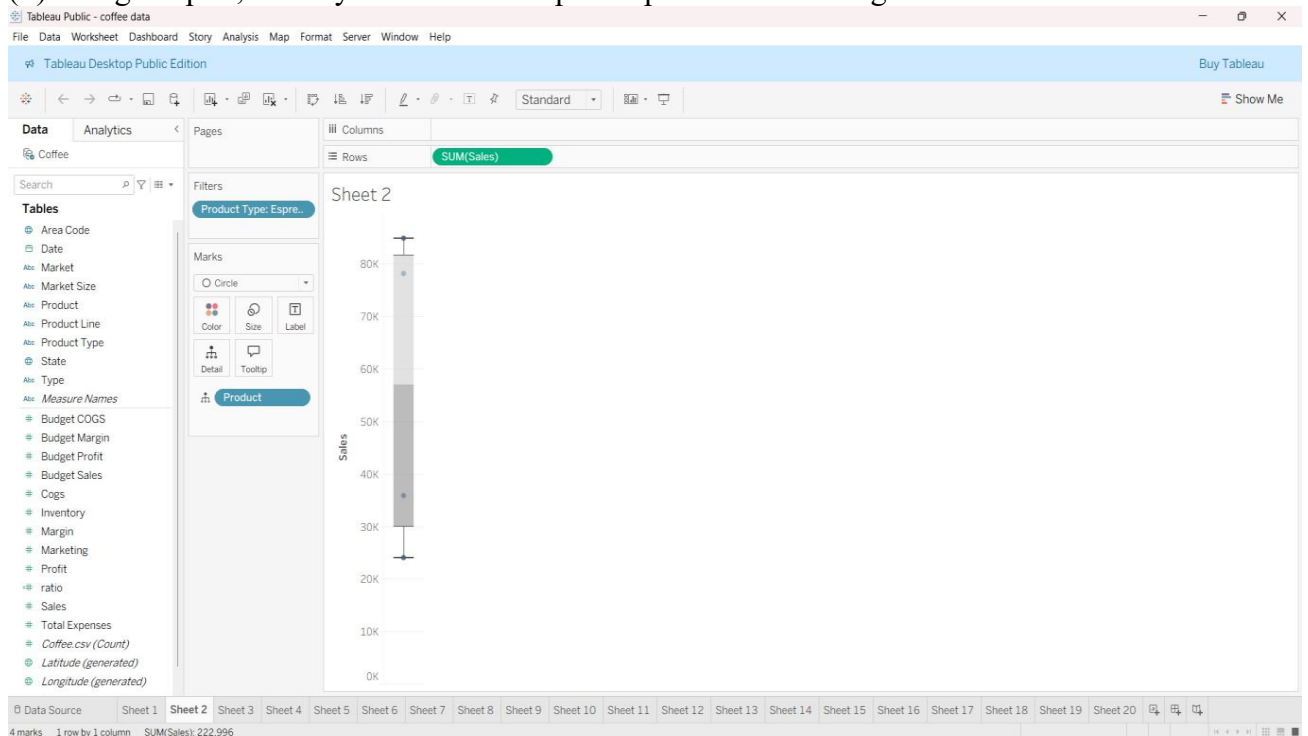 Tableau Public - coffee data
File Data Worksheet Dashboard Story Analysis Map Format Server Window Help
Tableau Desktop Public Edition
Buy Tableau
Standard
Show Me
Data Analytics
Pages
Columns
Coffee
Rows
SUM(Sales)
Search
Filters
Product Type: Espre..
Sheet 2
Tables
Area Code
Date
Abc Market
Abc Market Size
Abc Product
Abc Product Line
Abc Product Type
State
Abc Type
Abc Measure Names
# Budget COGS
# Budget Margin
# Budget Profit
# Budget Sales
# Cogs
# Inventory
# Margin
# Marketing
# Profit
=# ratio
# Sales
# Total Expenses
# Coffee.csv (Count)
Latitude (generated)
Longitude (generated)
Marks
Circle
Color Size Label
Detail Tooltip
Product
80K
70K
60K
50K
40K
30K
20K
10K
0K
Sales
Data Source Sheet 1 Sheet 2 Sheet 3 Sheet 4 Sheet 5 Sheet 6 Sheet 7 Sheet 8 Sheet 9 Sheet 10 Sheet 11 Sheet 12 Sheet 13 Sheet 14 Sheet 15 Sheet 16 Sheet 17 Sheet 18 Sheet 19 Sheet 20
4 marks 1 row by 1 column SUM(Sales): 222,996